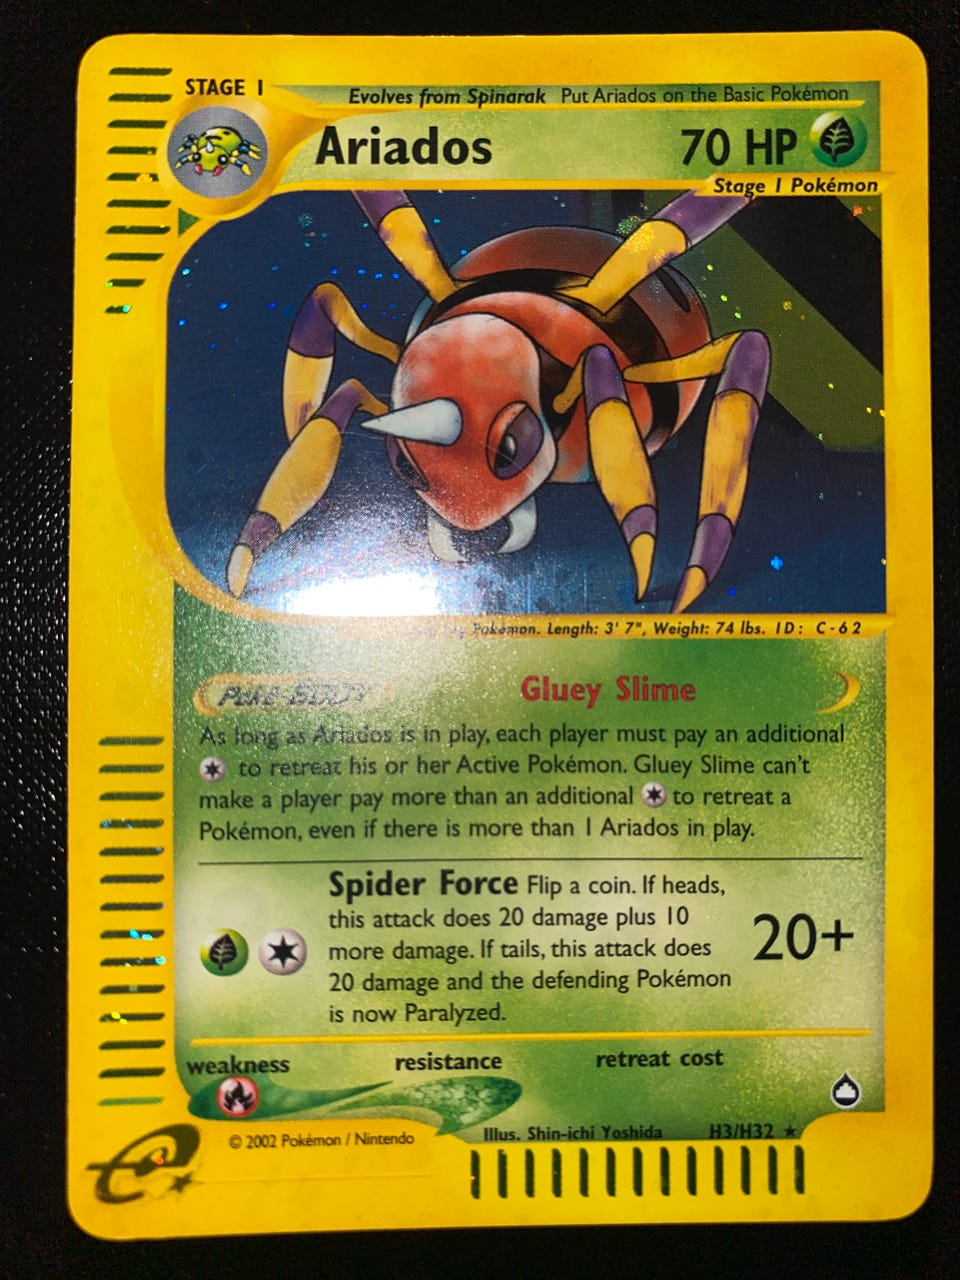 STAGE 1
Evolves from Spinarak Put Ariados on the Basic Pokémon
Ariados 70 HP
Stage 1 Pokémon
Pokémon. Length: 3' 7", Weight: 74 lbs. ID: C-62
Poké-BODY Gluey Slime
As long as Ariados is in play, each player must pay an additional
to retreat his or her Active Pokémon. Gluey Slime can't
make a player pay more than an additional to retreat a
Pokémon, even if there is more than 1 Ariados in play.
Spider Force Flip a coin. If heads,
this attack does 20 damage plus 10
more damage. If tails, this attack does
20 damage and the defending Pokémon
is now Paralyzed.
20+
weakness resistance retreat cost
© 2002 Pokémon / Nintendo
Illus. Shin-ichi Yoshida H3/H32 ★
e